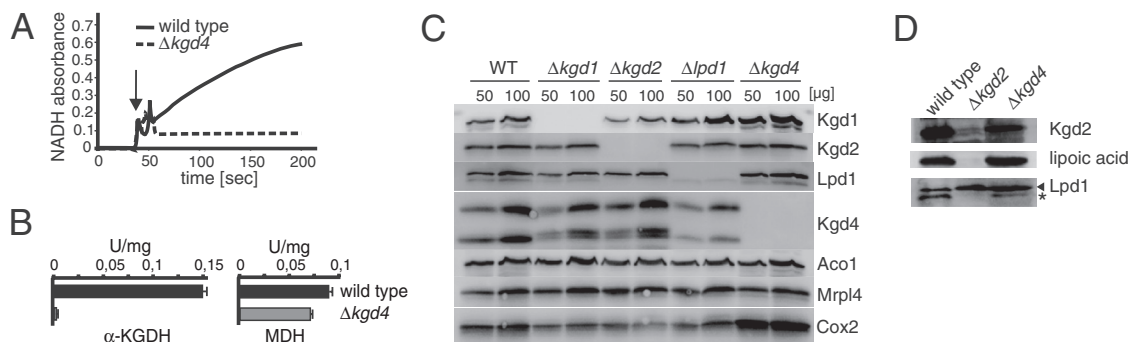 A
NADH absorbance
0.7
0.6
0.5
0.4
0.3
0.2
0.1
0
wild type
Δkgd4
0 50 100 150 200
time [sec]
B
U/mg
0 0,05 0,1 0,15
α-KGDH
U/mg
0 0,05 0,1
MDH
wild type
Δkgd4
C
WT Δkgd1 Δkgd2 Δlpd1 Δkgd4
50 100 50 100 50 100 50 100 50 100 [µg]
Kgd1
Kgd2
Lpd1
Kgd4
Aco1
Mrpl4
Cox2
D
wild type Δkgd2 Δkgd4
Kgd2
lipoic acid
Lpd1
*